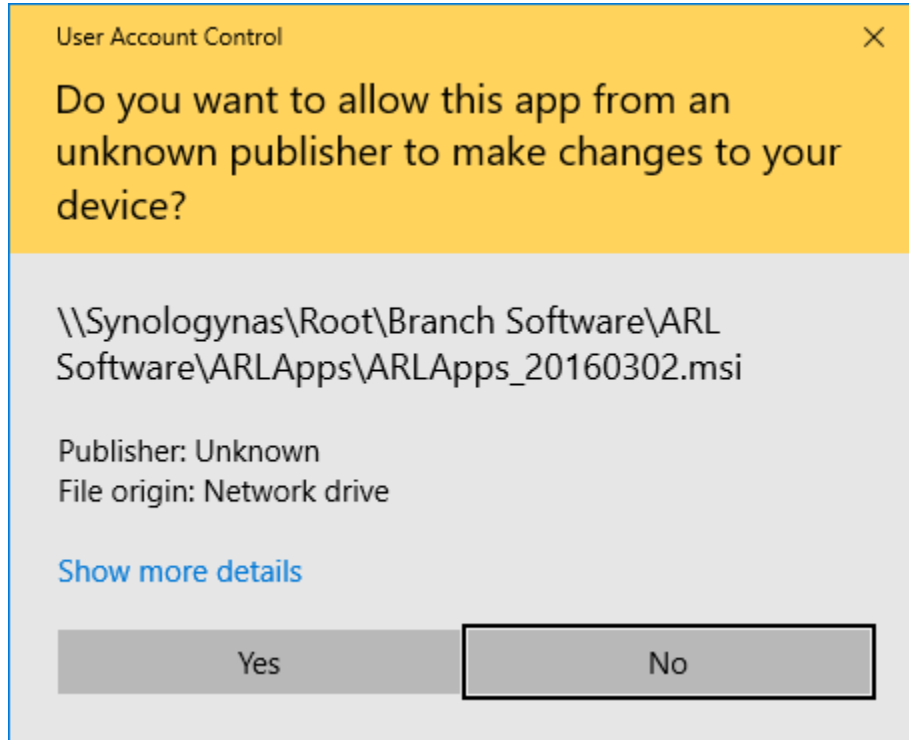 User Account Control
Do you want to allow this app from an
unknown publisher to make changes to your
device?
\\Synologynas\Root\Branch Software\ARL
Software\ARLApps\ARLApps_20160302.msi
Publisher: Unknown
File origin: Network drive
Show more details
Yes
No